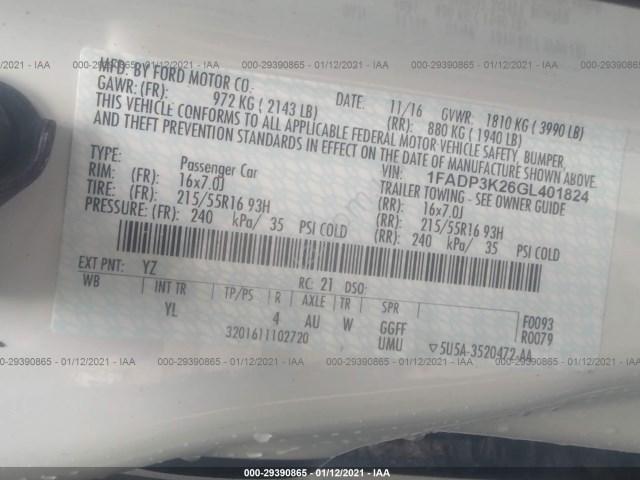 000-29390865 - 01/12/2021 - IAA
MFD. BY FORD MOTOR CO.
DATE: 11/16 GVWR: 1810 KG ( 3990 LB)
GAWR: (FR): 972 KG ( 2143 LB) (RR): 880 KG ( 1940 LB)
THIS VEHICLE CONFORMS TO ALL APPLICABLE FEDERAL MOTOR VEHICLE SAFETY, BUMPER,
AND THEFT PREVENTION STANDARDS IN EFFECT ON THE DATE OF MANUFACTURE SHOWN ABOVE.
VIN: 1FADP3K26GL401824
TYPE: Passenger Car TRAILER TOWING - SEE OWNER GUIDE
RIM: (FR): 16x7.0J (RR): 16x7.0J
TIRE: (FR): 215/55R16 93H (RR): 215/55R16 93H
PRESSURE: (FR): 240 kPa/ 35 PSI COLD (RR): 240 kPa/ 35 PSI COLD
EXT PNT: YZ RC: 21 DSO:
WB INT TR TP/PS R AXLE TR SPR
YL 4 AU W GGFF F0093
UMU R0079
3201611102720 ▽5U5A-3520472-AA
000-29390865 - 01/12/2021 - IAA